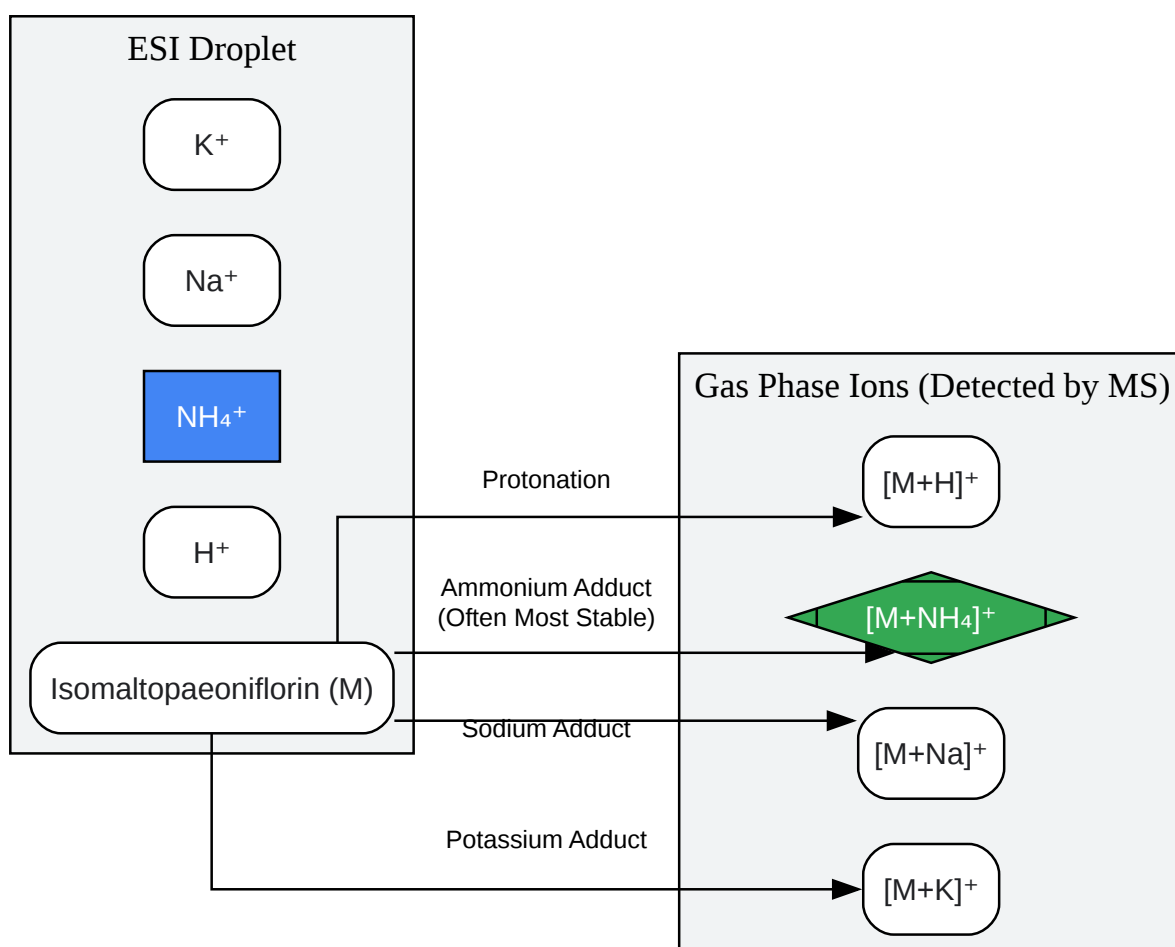 ESI Droplet
K⁺
Na⁺
NH₄⁺
H⁺
Isomaltopaeoniflorin (M)
Protonation
Ammonium Adduct
(Often Most Stable)
Sodium Adduct
Potassium Adduct
Gas Phase Ions (Detected by MS)
[M+H]⁺
[M+NH₄]⁺
[M+Na]⁺
[M+K]⁺